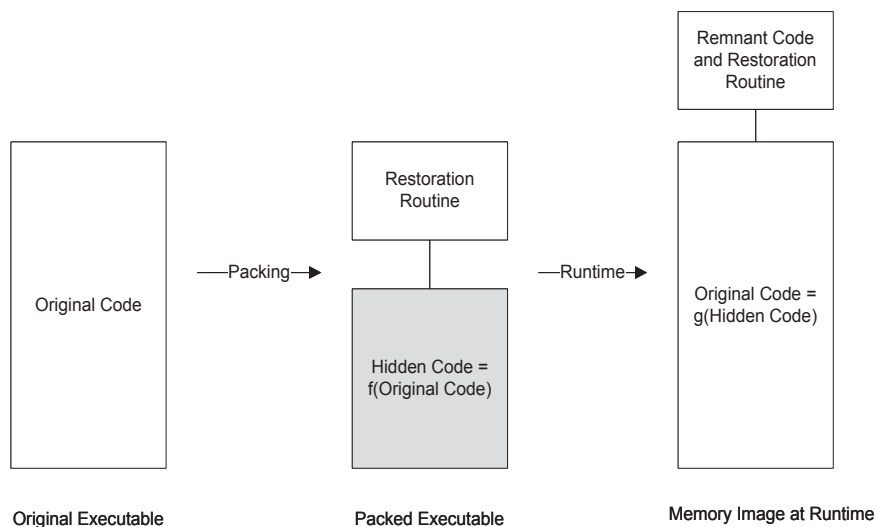 Original Code
Original Executable
Packing
Restoration
Routine
Hidden Code =
f(Original Code)
Packed Executable
Runtime
Remnant Code
and Restoration
Routine
Original Code =
g(Hidden Code)
Memory Image at Runtime